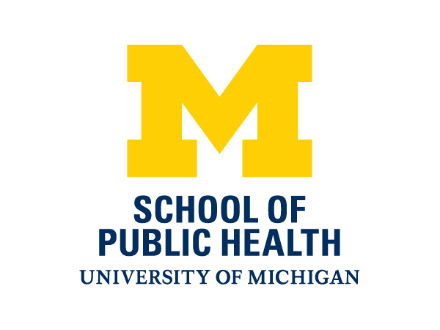 M
SCHOOL OF
PUBLIC HEALTH
UNIVERSITY OF MICHIGAN